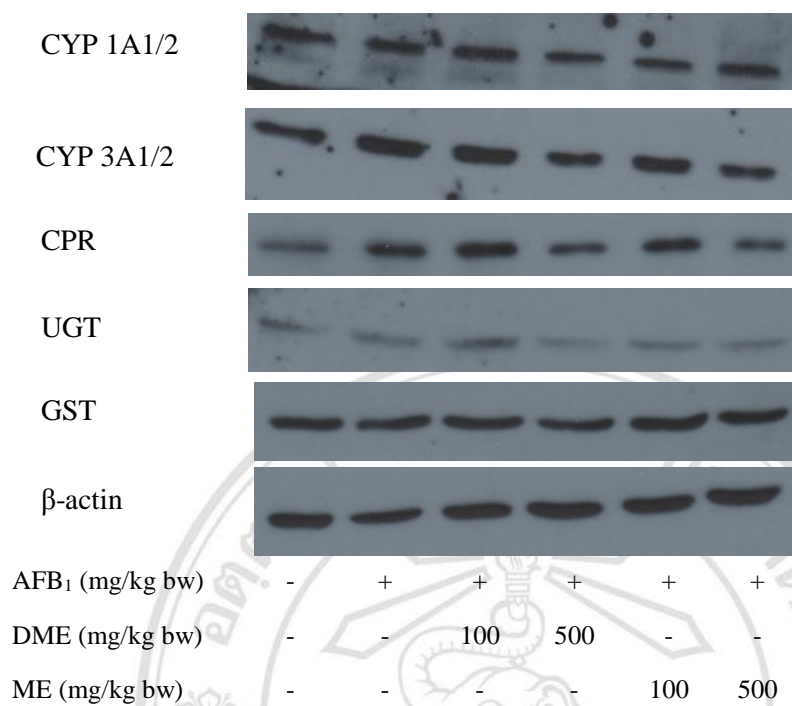 CYP 1A1/2
CYP 3A1/2
CPR
UGT
GST
β-actin
AFB₁ (mg/kg bw) - + + + + +
DME (mg/kg bw) - - 100 500 - -
ME (mg/kg bw) - - - - 100 500